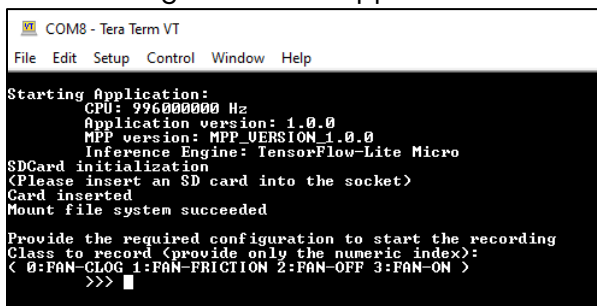 COM8 - Tera Term VT
File Edit Setup Control Window Help
Starting Application:
CPU: 996000000 Hz
Application version: 1.0.0
MPP version: MPP_VERSION_1.0.0
Inference Engine: TensorFlow-Lite Micro
SDCard initialization
(Please insert an SD card into the socket)
Card inserted
Mount file system succeeded
Provide the required configuration to start the recording
Class to record (provide only the numeric index):
( 0:FAN-CLOG 1:FAN-FRICTION 2:FAN-OFF 3:FAN-ON )
>>>